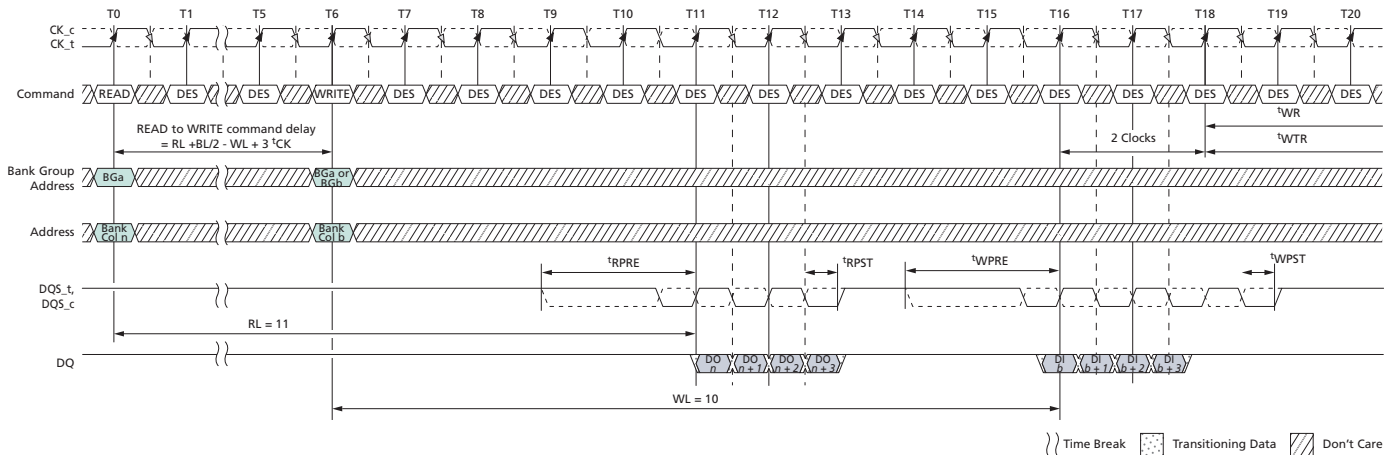 T0 T1 T5 T6 T7 T8 T9 T10 T11 T12 T13 T14 T15 T16 T17 T18 T19 T20
CK_c
CK_t
Command READ DES DES WRITE DES DES DES DES DES DES DES DES DES DES DES DES DES DES
tWR
READ to WRITE command delay
= RL +BL/2 - WL + 3 tCK
2 Clocks
tWTR
Bank Group
Address
BGa
BGa or
BGb
Address
Bank
Col n
Bank
Col b
tRPRE tRPST tWPRE tWPST
DQS_t,
DQS_c
RL = 11
DQ
DO
n
DO
n + 1
DO
n + 2
DO
n + 3
DI
b
DI
b + 1
DI
b + 2
DI
b + 3
WL = 10
Time Break Transitioning Data Don't Care